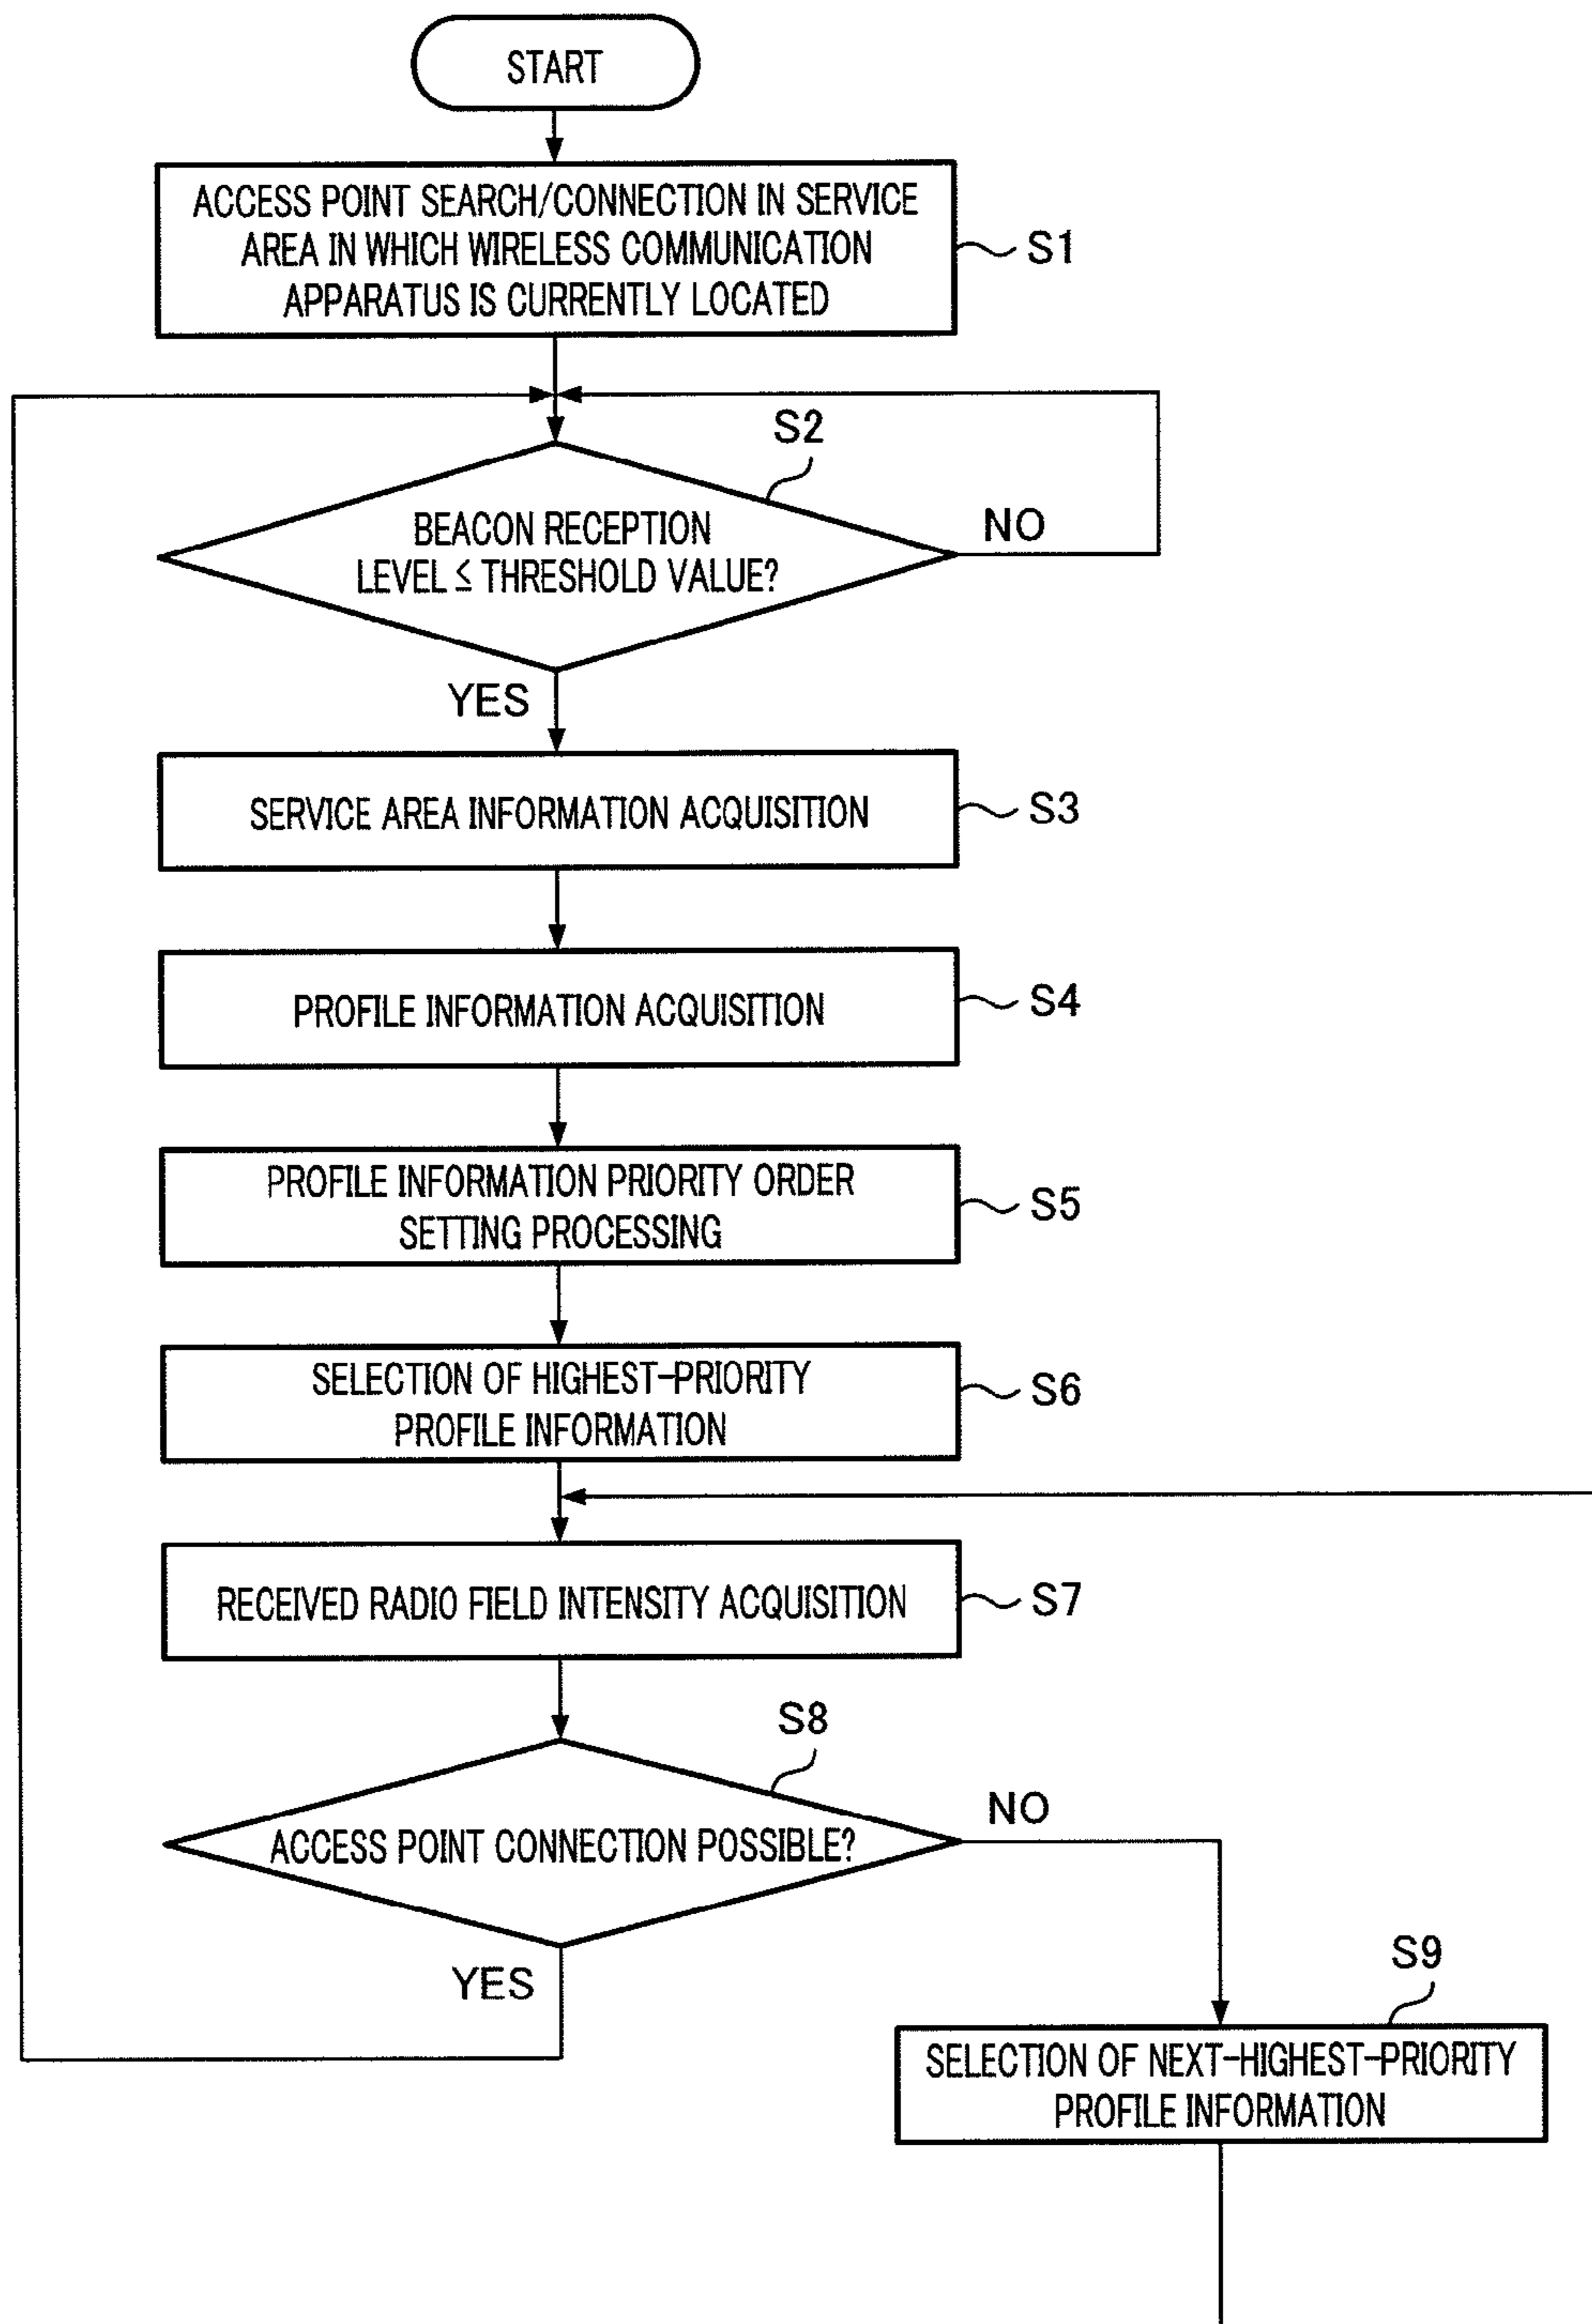 START
ACCESS POINT SEARCH/CONNECTION IN SERVICE
AREA IN WHICH WIRELESS COMMUNICATION
APPARATUS IS CURRENTLY LOCATED
S1
S2
BEACON RECEPTION
LEVEL ≦ THRESHOLD VALUE?
NO
YES
SERVICE AREA INFORMATION ACQUISITION
S3
PROFILE INFORMATION ACQUISITION
S4
PROFILE INFORMATION PRIORITY ORDER
SETTING PROCESSING
S5
SELECTION OF HIGHEST-PRIORITY
PROFILE INFORMATION
S6
RECEIVED RADIO FIELD INTENSITY ACQUISITION
S7
S8
ACCESS POINT CONNECTION POSSIBLE?
NO
YES
S9
SELECTION OF NEXT-HIGHEST-PRIORITY
PROFILE INFORMATION